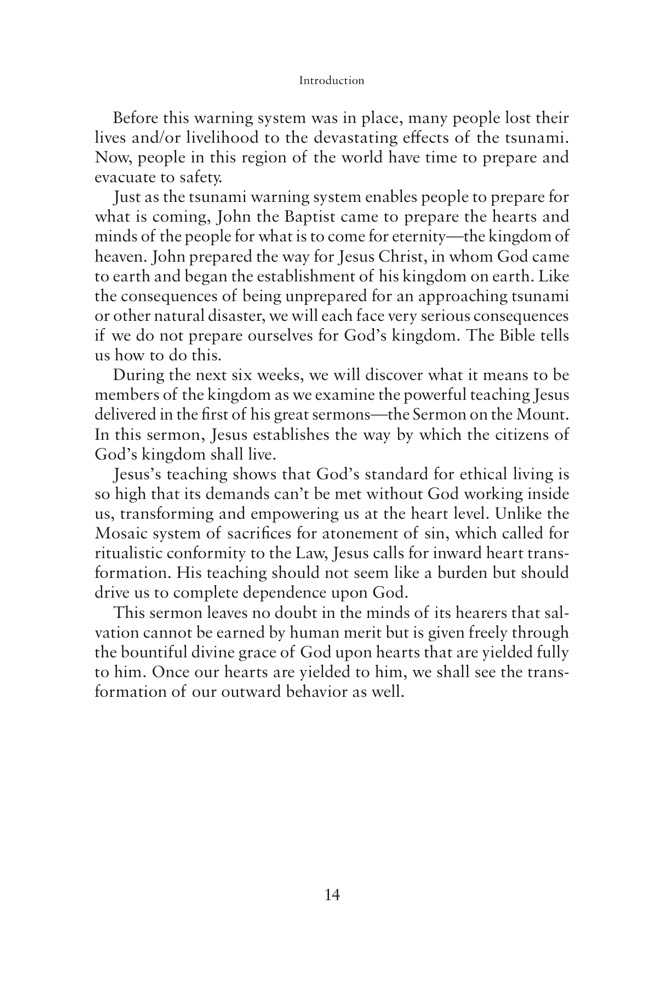 Introduction
Before this warning system was in place, many people lost their
lives and/or livelihood to the devastating effects of the tsunami.
Now, people in this region of the world have time to prepare and
evacuate to safety.
Just as the tsunami warning system enables people to prepare for
what is coming, John the Baptist came to prepare the hearts and
minds of the people for what is to come for eternity—the kingdom of
heaven. John prepared the way for Jesus Christ, in whom God came
to earth and began the establishment of his kingdom on earth. Like
the consequences of being unprepared for an approaching tsunami
or other natural disaster, we will each face very serious consequences
if we do not prepare ourselves for God's kingdom. The Bible tells
us how to do this.
During the next six weeks, we will discover what it means to be
members of the kingdom as we examine the powerful teaching Jesus
delivered in the first of his great sermons—the Sermon on the Mount.
In this sermon, Jesus establishes the way by which the citizens of
God's kingdom shall live.
Jesus's teaching shows that God's standard for ethical living is
so high that its demands can't be met without God working inside
us, transforming and empowering us at the heart level. Unlike the
Mosaic system of sacrifices for atonement of sin, which called for
ritualistic conformity to the Law, Jesus calls for inward heart trans-
formation. His teaching should not seem like a burden but should
drive us to complete dependence upon God.
This sermon leaves no doubt in the minds of its hearers that sal-
vation cannot be earned by human merit but is given freely through
the bountiful divine grace of God upon hearts that are yielded fully
to him. Once our hearts are yielded to him, we shall see the trans-
formation of our outward behavior as well.
14